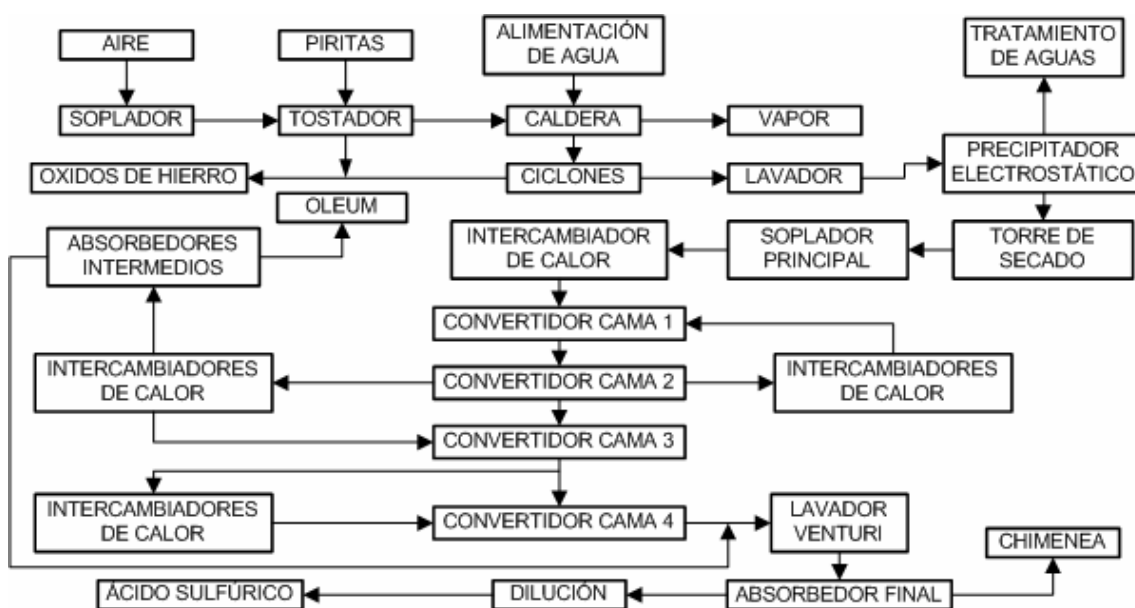 AIRE
PIRITAS
ALIMENTACIÓN
DE AGUA
TRATAMIENTO
DE AGUAS
SOPLADOR
TOSTADOR
CALDERA
VAPOR
PRECIPITADOR
ELECTROSTÁTICO
OXIDOS DE HIERRO
CICLONES
LAVADOR
OLEUM
ABSORBEDORES
INTERMEDIOS
INTERCAMBIADOR
DE CALOR
SOPLADOR
PRINCIPAL
TORRE DE
SECADO
CONVERTIDOR CAMA 1
INTERCAMBIADORES
DE CALOR
CONVERTIDOR CAMA 2
INTERCAMBIADORES
DE CALOR
CONVERTIDOR CAMA 3
INTERCAMBIADORES
DE CALOR
CONVERTIDOR CAMA 4
LAVADOR
VENTURI
CHIMENEA
ÁCIDO SULFÚRICO
DILUCIÓN
ABSORBEDOR FINAL